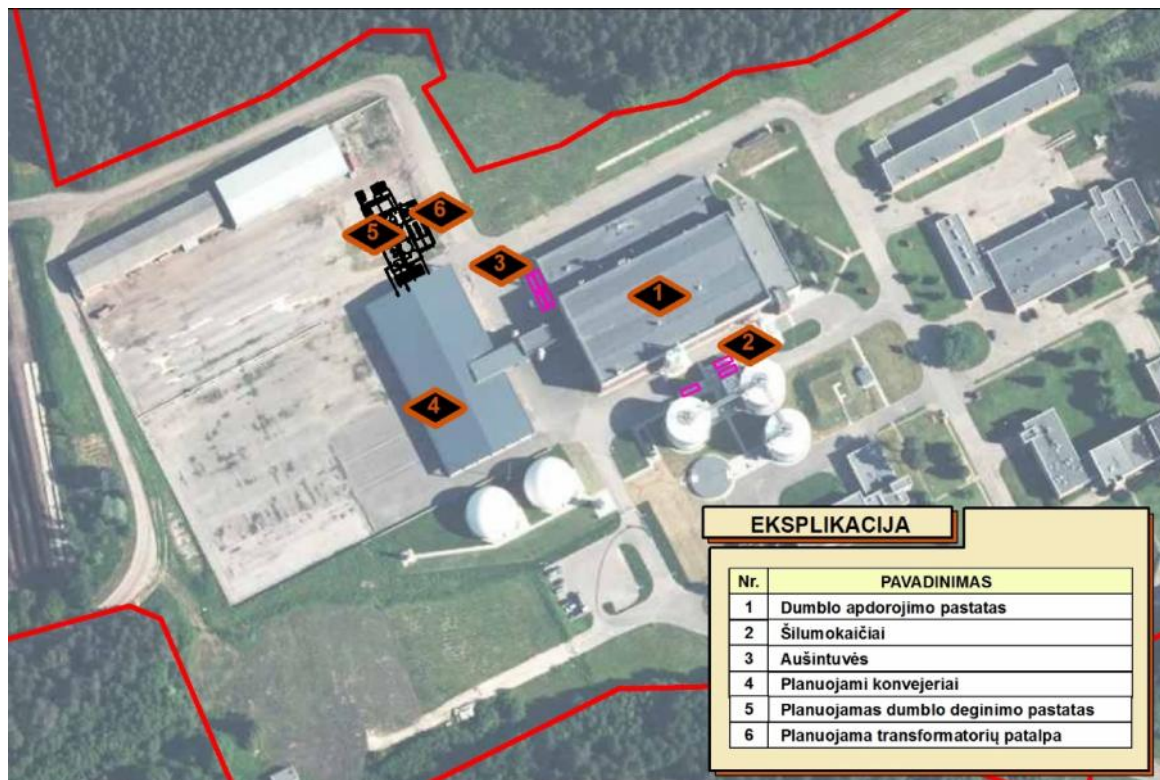 6
5
3
1
2
4
EKSPLIKACIJA
Nr. PAVADINIMAS
1 Dumblo apdorojimo pastatas
2 Šilumokaičiai
3 Aušintuvės
4 Planuojami konvejeriai
5 Planuojamas dumblo deginimo pastatas
6 Planuojama transformatorių patalpa